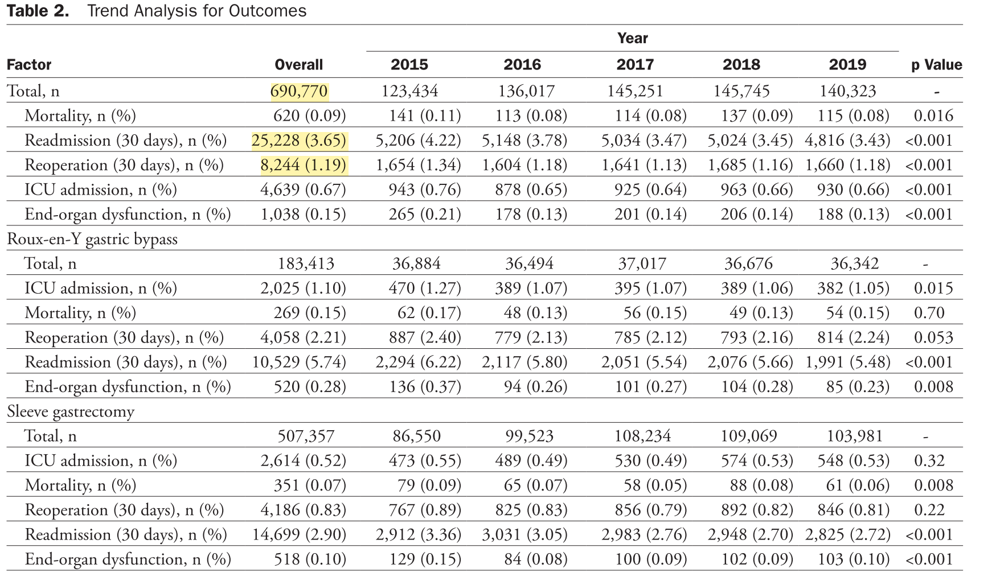 Table 2. Trend Analysis for Outcomes
Year
Factor Overall 2015 2016 2017 2018 2019 p Value
Total, n 690,770 123,434 136,017 145,251 145,745 140,323 -
Mortality, n (%) 620 (0.09) 141 (0.11) 113 (0.08) 114 (0.08) 137 (0.09) 115 (0.08) 0.016
Readmission (30 days), n (%) 25,228 (3.65) 5,206 (4.22) 5,148 (3.78) 5,034 (3.47) 5,024 (3.45) 4,816 (3.43) <0.001
Reoperation (30 days), n (%) 8,244 (1.19) 1,654 (1.34) 1,604 (1.18) 1,641 (1.13) 1,685 (1.16) 1,660 (1.18) <0.001
ICU admission, n (%) 4,639 (0.67) 943 (0.76) 878 (0.65) 925 (0.64) 963 (0.66) 930 (0.66) <0.001
End-organ dysfunction, n (%) 1,038 (0.15) 265 (0.21) 178 (0.13) 201 (0.14) 206 (0.14) 188 (0.13) <0.001
Roux-en-Y gastric bypass
Total, n 183,413 36,884 36,494 37,017 36,676 36,342 -
ICU admission, n (%) 2,025 (1.10) 470 (1.27) 389 (1.07) 395 (1.07) 389 (1.06) 382 (1.05) 0.015
Mortality, n (%) 269 (0.15) 62 (0.17) 48 (0.13) 56 (0.15) 49 (0.13) 54 (0.15) 0.70
Reoperation (30 days), n (%) 4,058 (2.21) 887 (2.40) 779 (2.13) 785 (2.12) 793 (2.16) 814 (2.24) 0.053
Readmission (30 days), n (%) 10,529 (5.74) 2,294 (6.22) 2,117 (5.80) 2,051 (5.54) 2,076 (5.66) 1,991 (5.48) <0.001
End-organ dysfunction, n (%) 520 (0.28) 136 (0.37) 94 (0.26) 101 (0.27) 104 (0.28) 85 (0.23) 0.008
Sleeve gastrectomy
Total, n 507,357 86,550 99,523 108,234 109,069 103,981 -
ICU admission, n (%) 2,614 (0.52) 473 (0.55) 489 (0.49) 530 (0.49) 574 (0.53) 548 (0.53) 0.32
Mortality, n (%) 351 (0.07) 79 (0.09) 65 (0.07) 58 (0.05) 88 (0.08) 61 (0.06) 0.008
Reoperation (30 days), n (%) 4,186 (0.83) 767 (0.89) 825 (0.83) 856 (0.79) 892 (0.82) 846 (0.81) 0.22
Readmission (30 days), n (%) 14,699 (2.90) 2,912 (3.36) 3,031 (3.05) 2,983 (2.76) 2,948 (2.70) 2,825 (2.72) <0.001
End-organ dysfunction, n (%) 518 (0.10) 129 (0.15) 84 (0.08) 100 (0.09) 102 (0.09) 103 (0.10) <0.001